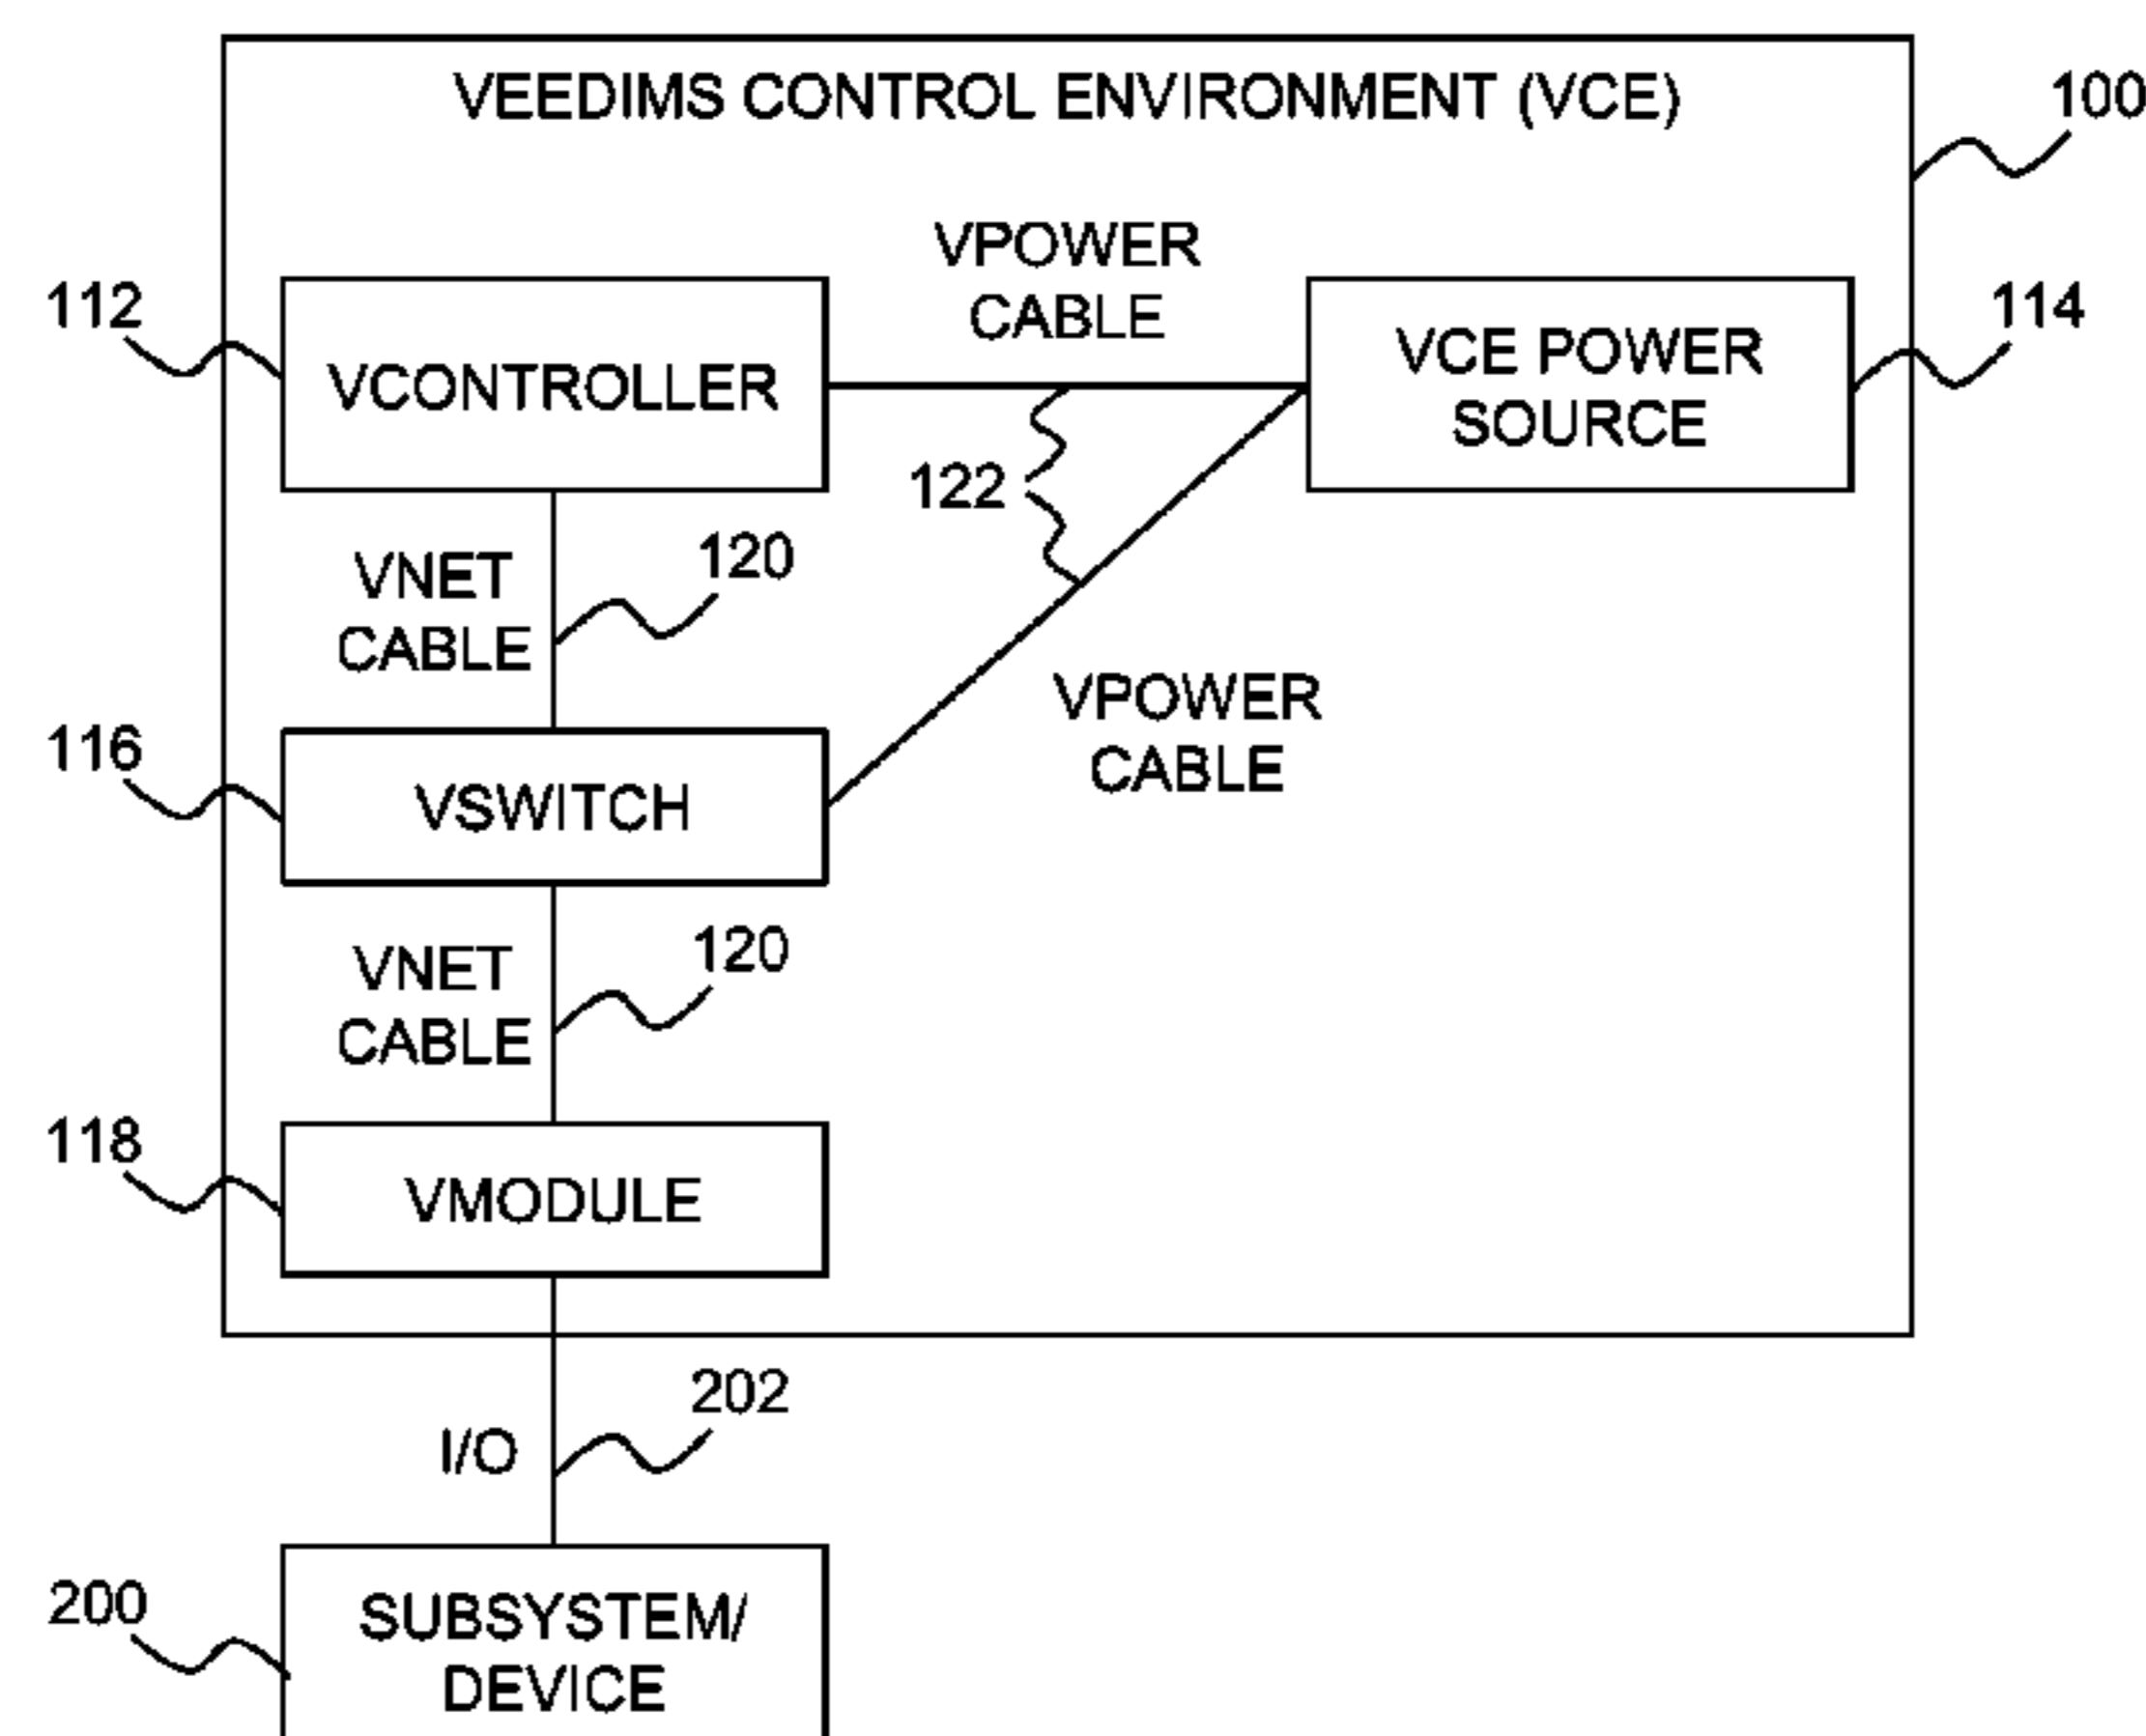 VEEDIMS CONTROL ENVIRONMENT (VCE)
100
VPOWER
CABLE
112
VCONTROLLER
VCE POWER
SOURCE
114
122
VNET
CABLE
120
VPOWER
CABLE
116
VSWITCH
VNET
CABLE
120
118
VMODULE
202
I/O
200
SUBSYSTEM/
DEVICE